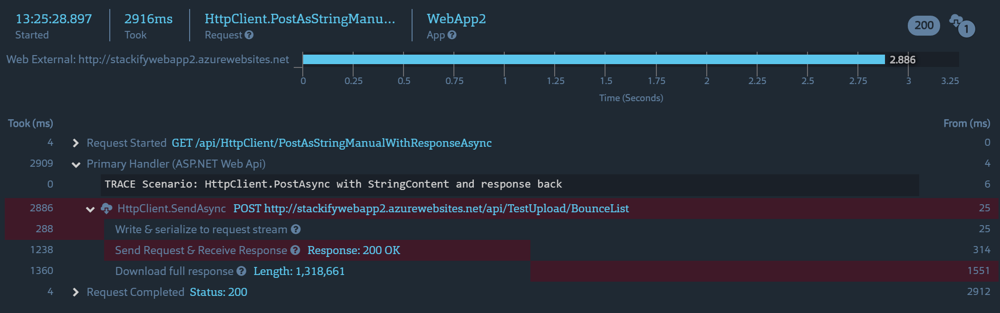 13:25:28.897 2916ms HttpClient.PostAsStringManu... WebApp2 200 1
Started Took Request ? App ?
Web External: http://stackifywebapp2.azurewebsites.net 2.886
0 0.25 0.5 0.75 1 1.25 1.5 1.75 2 2.25 2.5 2.75 3 3.25
Time (Seconds)
Took (ms) From (ms)
4 Request Started GET /api/HttpClient/PostAsStringManualWithResponseAsync 0
2909 Primary Handler (ASP.NET Web Api) 4
0 TRACE Scenario: HttpClient.PostAsync with StringContent and response back 6
2886 HttpClient.SendAsync POST http://stackifywebapp2.azurewebsites.net/api/TestUpload/BounceList 25
288 Write & serialize to request stream ? 25
1238 Send Request & Receive Response ? Response: 200 OK 314
1360 Download full response ? Length: 1,318,661 1551
4 Request Completed Status: 200 2912